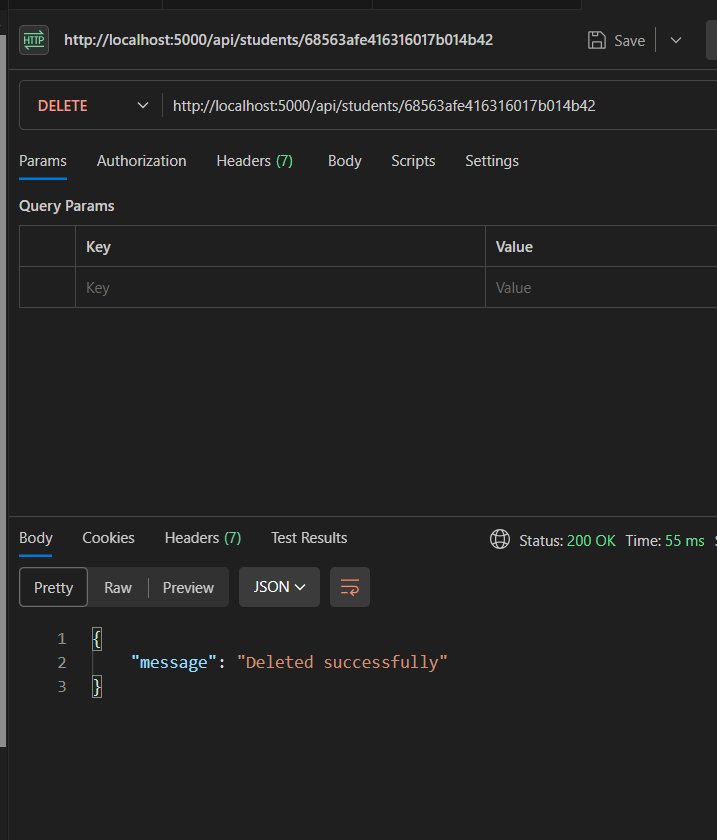 HTTP http://localhost:5000/api/students/68563afe416316017b014b42 Save
DELETE http://localhost:5000/api/students/68563afe416316017b014b42
Params Authorization Headers (7) Body Scripts Settings
Query Params
Key Value
Key Value
Body Cookies Headers (7) Test Results Status: 200 OK Time: 55 ms
Pretty Raw Preview JSON
1 {
2 "message": "Deleted successfully"
3 }